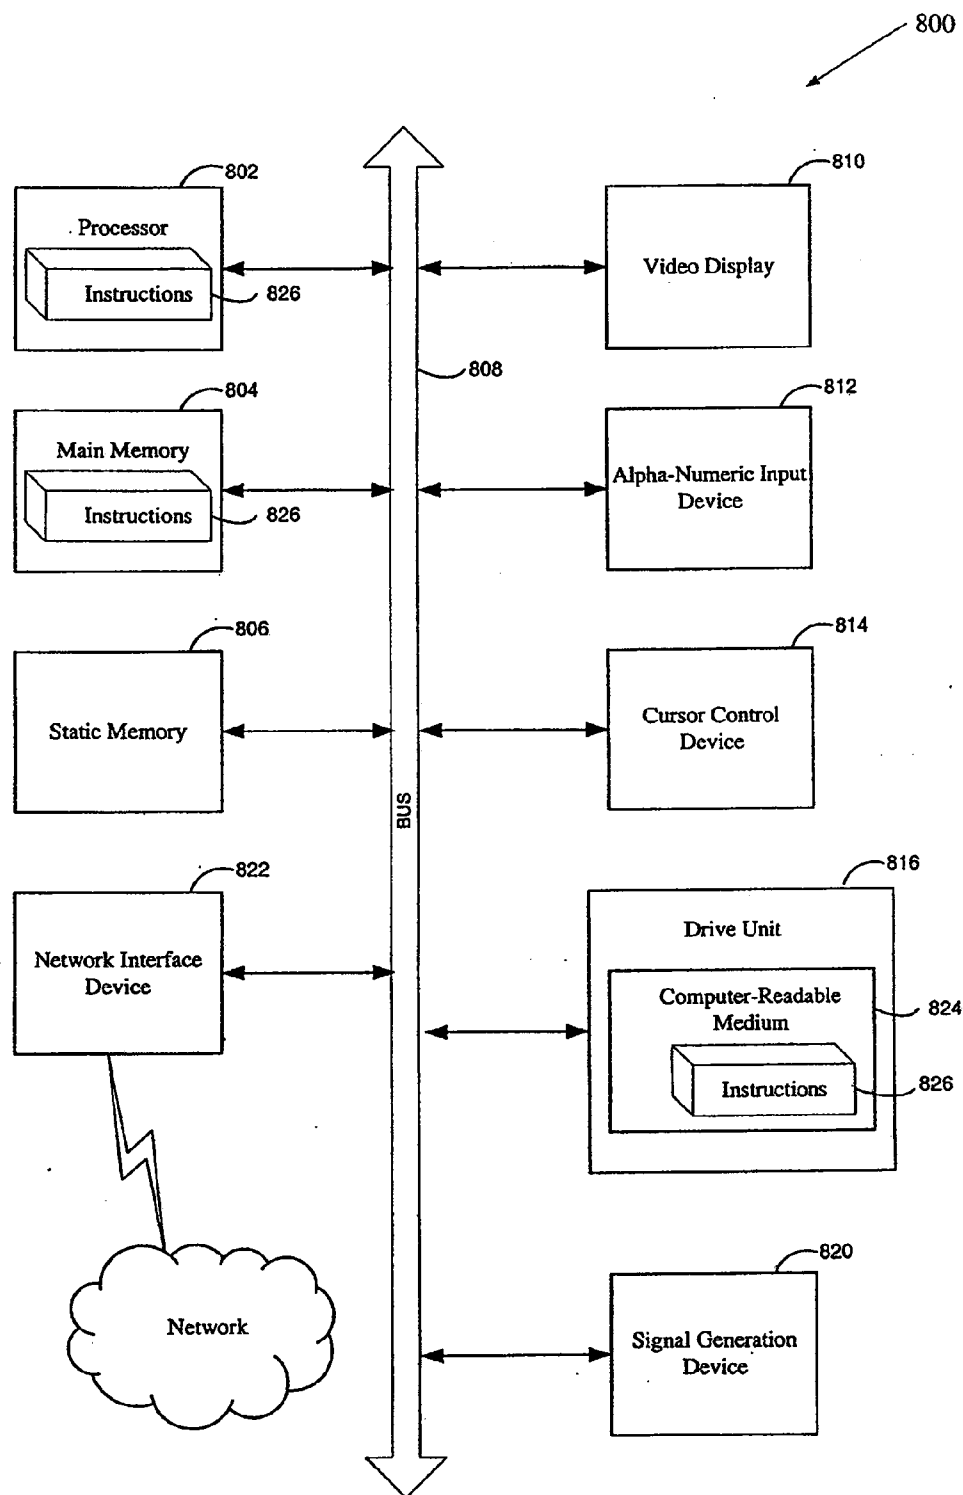 800
802
Processor
Instructions
826
804
Main Memory
Instructions
826
806
Static Memory
822
Network Interface
Device
Network
808
BUS
810
Video Display
812
Alpha-Numeric Input
Device
814
Cursor Control
Device
816
Drive Unit
Computer-Readable
Medium
824
Instructions
826
820
Signal Generation
Device